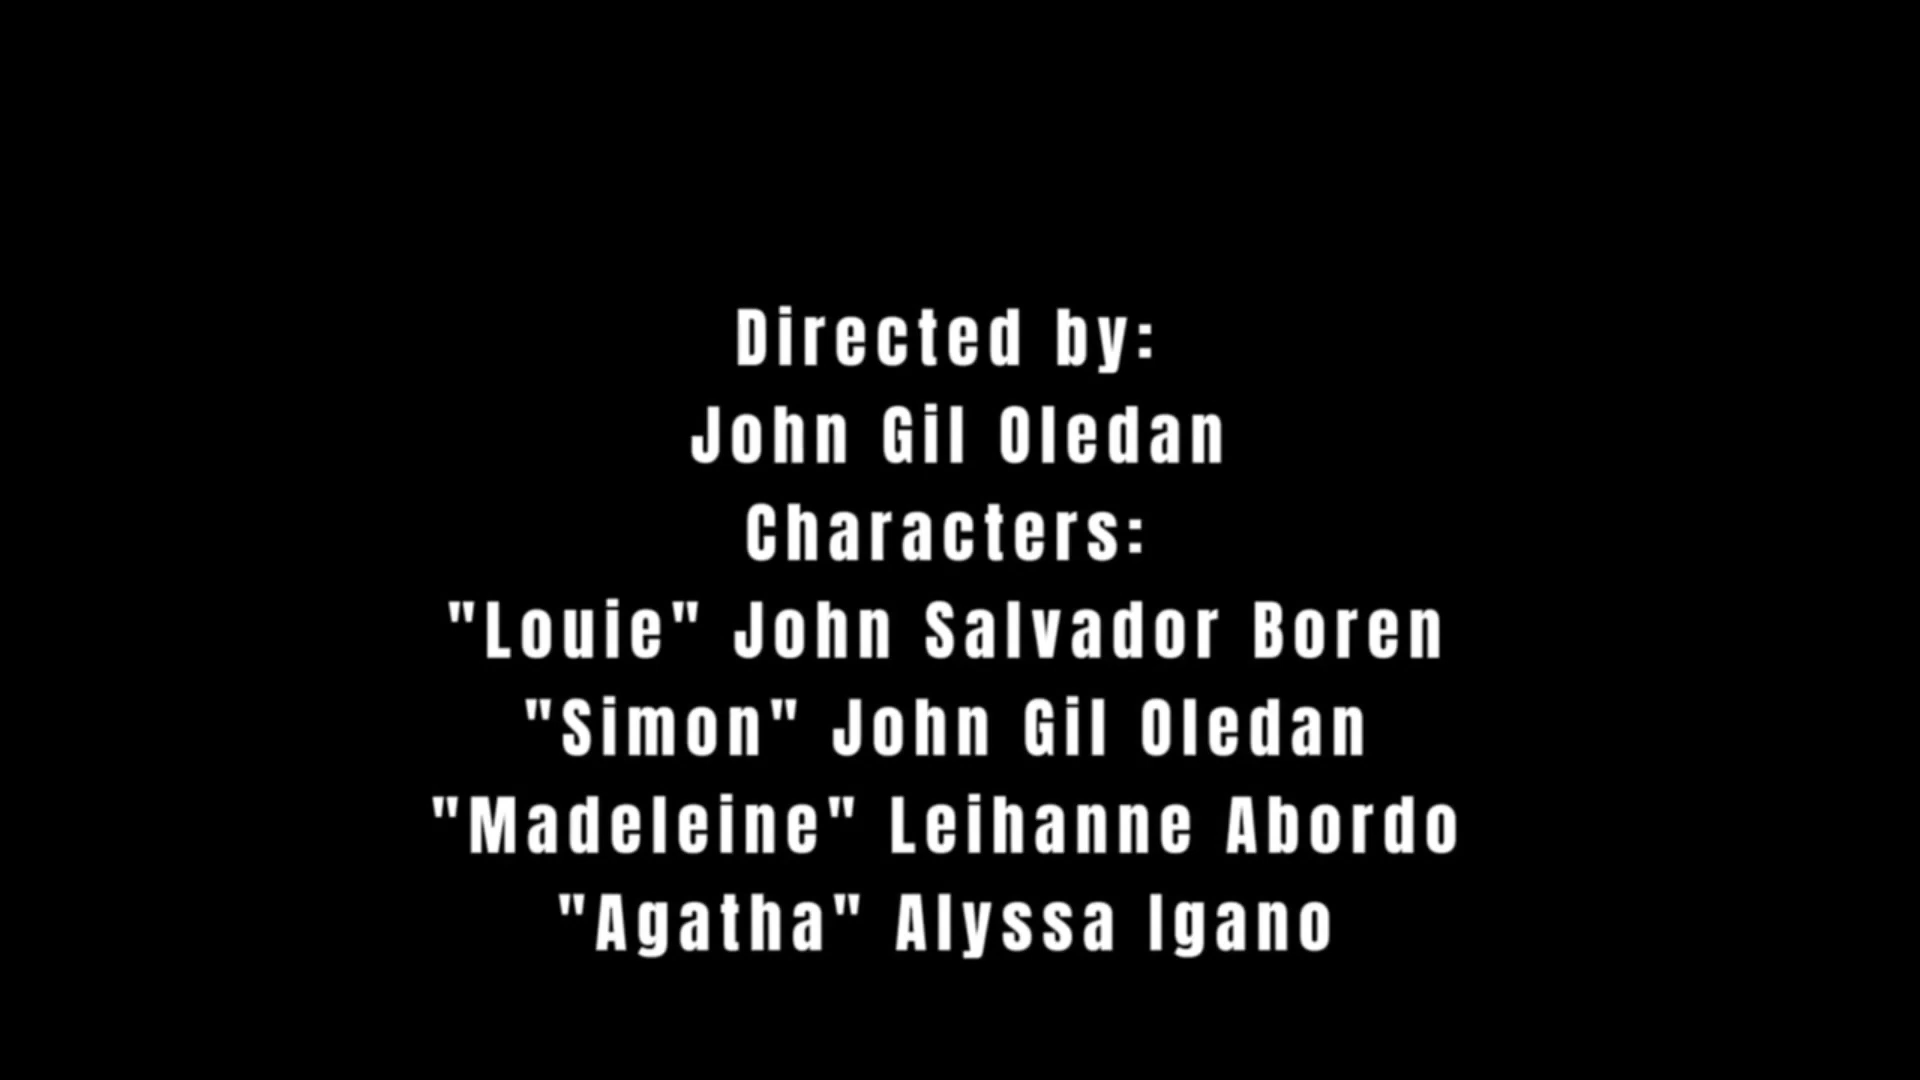 Directed by:
John Gil Oledan
Characters:
"Louie" John Salvador Boren
"Simon" John Gil Oledan
"Madeleine" Leihanne Abordo
"Agatha" Alyssa Igano